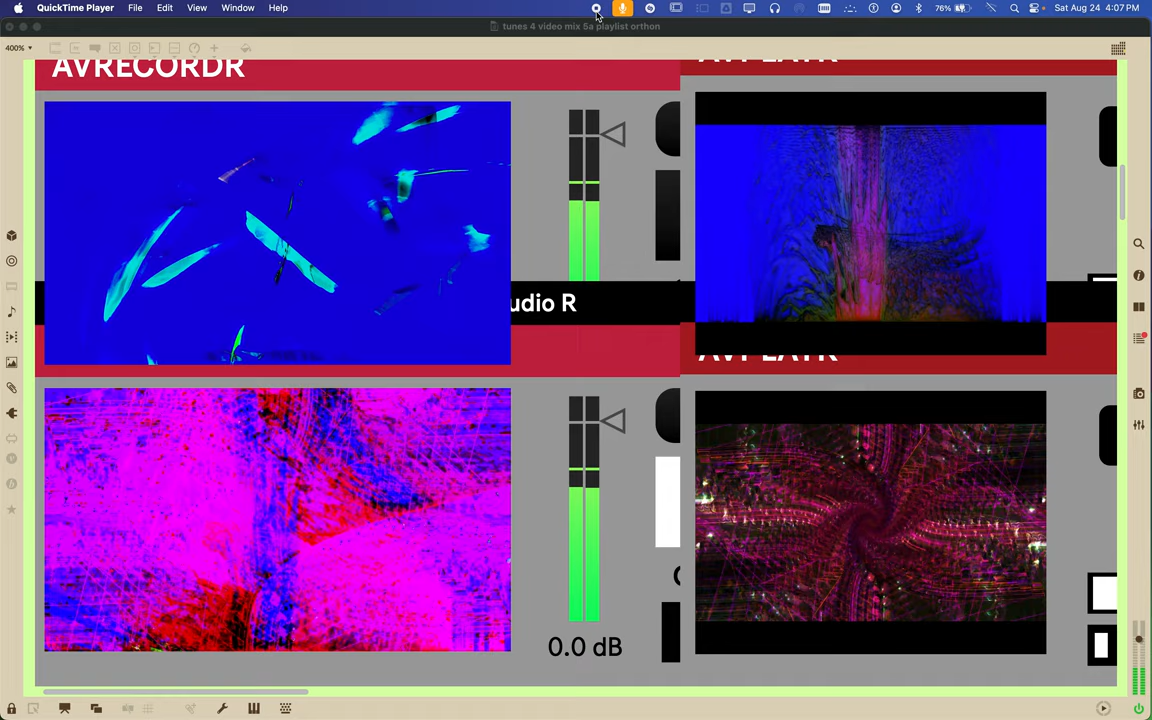 QuickTime Player File Edit View Window Help 76% Sat Aug 24 4:07 PM
tunes 4 video mix 5a playlist orthon
400%
AVRECORDR
udio R
0.0 dB